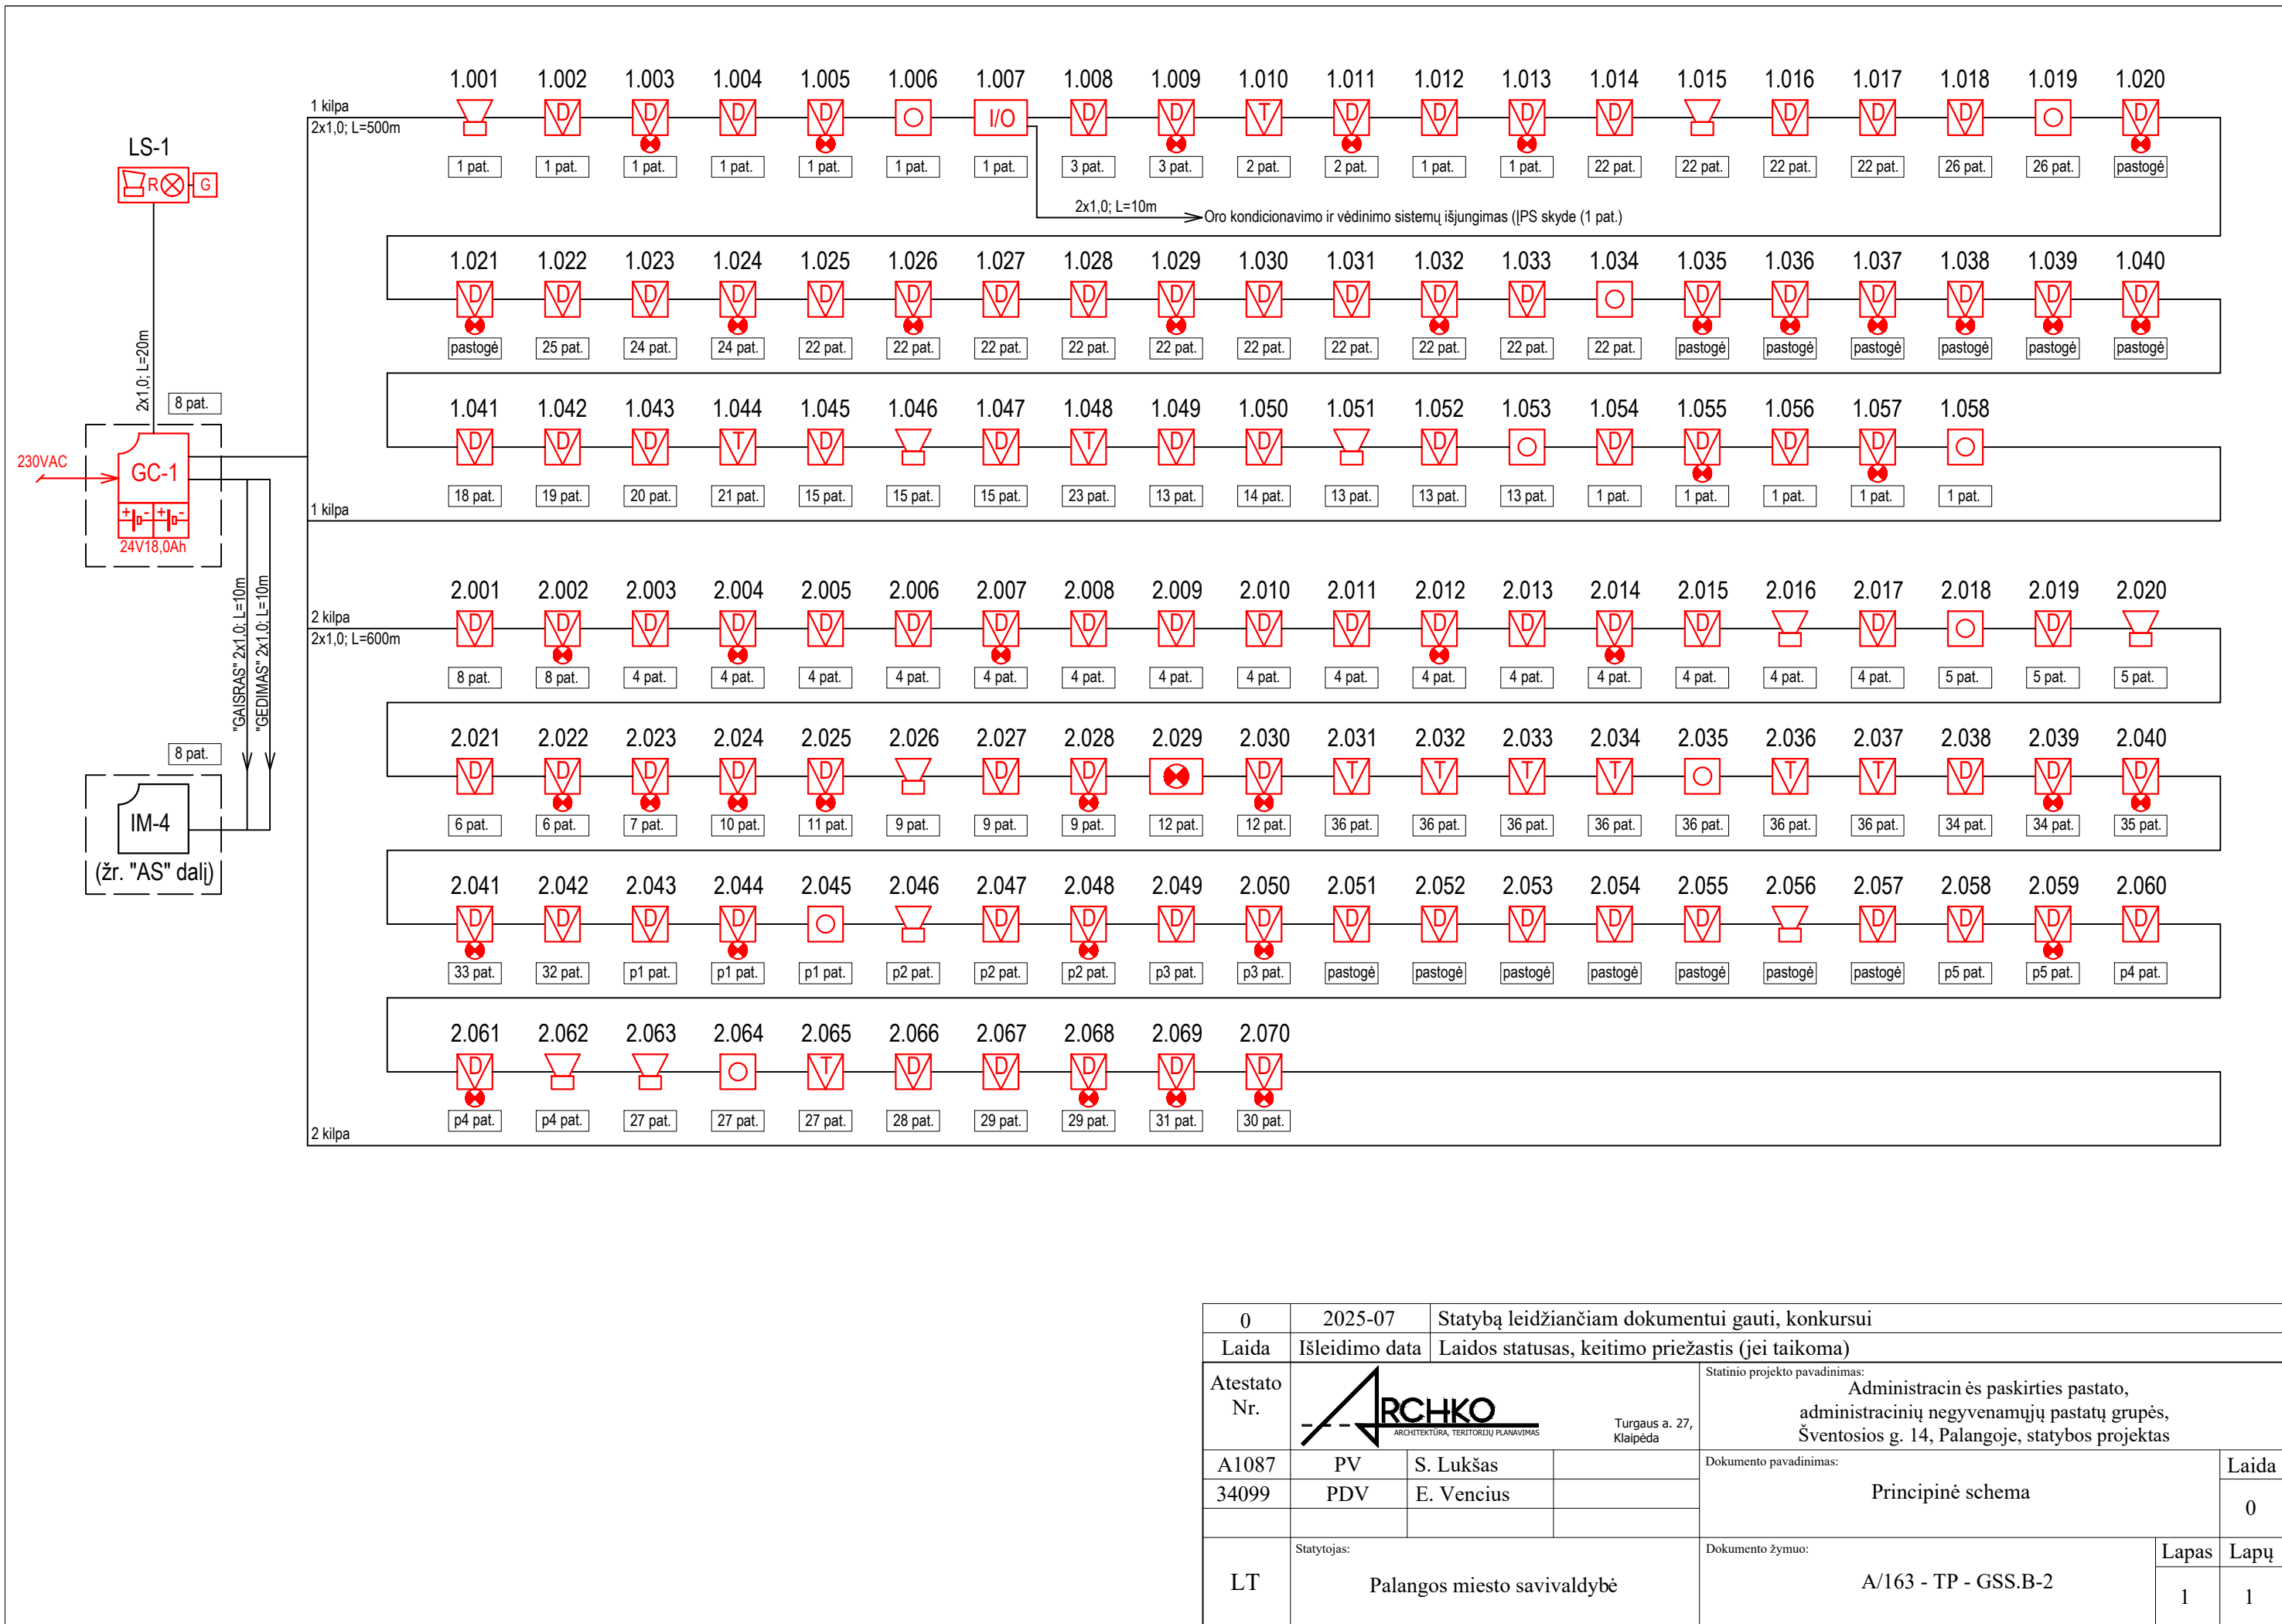 1.001 1.002 1.003 1.004 1.005 1.006 1.007 1.008 1.009 1.010 1.011 1.012 1.013 1.014 1.015 1.016 1.017 1.018 1.019 1.020
1 kilpa
2x1,0; L=500m
D D D D I/O D D T D D D D D D D D
1 pat. 1 pat. 1 pat. 1 pat. 1 pat. 1 pat. 1 pat. 3 pat. 3 pat. 2 pat. 2 pat. 1 pat. 1 pat. 22 pat. 22 pat. 22 pat. 22 pat. 26 pat. 26 pat. pastogė
LS-1
R G
2x1,0; L=10m
Oro kondicionavimo ir vėdinimo sistemų išjungimas (ĮPS skyde (1 pat.)
1.021 1.022 1.023 1.024 1.025 1.026 1.027 1.028 1.029 1.030 1.031 1.032 1.033 1.034 1.035 1.036 1.037 1.038 1.039 1.040
D D D D D D D D D D D D D D D D D D D
pastogė 25 pat. 24 pat. 24 pat. 22 pat. 22 pat. 22 pat. 22 pat. 22 pat. 22 pat. 22 pat. 22 pat. 22 pat. 22 pat. pastogė pastogė pastogė pastogė pastogė pastogė
2x1,0; L=20m
8 pat.
1.041 1.042 1.043 1.044 1.045 1.046 1.047 1.048 1.049 1.050 1.051 1.052 1.053 1.054 1.055 1.056 1.057 1.058
D D D T D D T D D D D D D D
18 pat. 19 pat. 20 pat. 21 pat. 15 pat. 15 pat. 15 pat. 23 pat. 13 pat. 14 pat. 13 pat. 13 pat. 13 pat. 1 pat. 1 pat. 1 pat. 1 pat. 1 pat.
1 kilpa
230VAC
GC-1
+ - + -
24V18,0Ah
"GAISRAS" 2x1,0; L=10m
"GEDIMAS" 2x1,0; L=10m
8 pat.
IM-4
(žr. "AS" dalį)
2.001 2.002 2.003 2.004 2.005 2.006 2.007 2.008 2.009 2.010 2.011 2.012 2.013 2.014 2.015 2.016 2.017 2.018 2.019 2.020
2 kilpa
2x1,0; L=600m
D D D D D D D D D D D D D D D D D
8 pat. 8 pat. 4 pat. 4 pat. 4 pat. 4 pat. 4 pat. 4 pat. 4 pat. 4 pat. 4 pat. 4 pat. 4 pat. 4 pat. 4 pat. 4 pat. 4 pat. 5 pat. 5 pat. 5 pat.
2.021 2.022 2.023 2.024 2.025 2.026 2.027 2.028 2.029 2.030 2.031 2.032 2.033 2.034 2.035 2.036 2.037 2.038 2.039 2.040
D D D D D D D D T T T T T T D D D
6 pat. 6 pat. 7 pat. 10 pat. 11 pat. 9 pat. 9 pat. 9 pat. 12 pat. 12 pat. 36 pat. 36 pat. 36 pat. 36 pat. 36 pat. 36 pat. 36 pat. 34 pat. 34 pat. 35 pat.
2.041 2.042 2.043 2.044 2.045 2.046 2.047 2.048 2.049 2.050 2.051 2.052 2.053 2.054 2.055 2.056 2.057 2.058 2.059 2.060
D D D D D D D D D D D D D D D D D
33 pat. 32 pat. p1 pat. p1 pat. p1 pat. p2 pat. p2 pat. p2 pat. p3 pat. p3 pat. pastogė pastogė pastogė pastogė pastogė pastogė pastogė p5 pat. p5 pat. p4 pat.
2.061 2.062 2.063 2.064 2.065 2.066 2.067 2.068 2.069 2.070
D T D D D D D
p4 pat. p4 pat. 27 pat. 27 pat. 27 pat. 28 pat. 29 pat. 29 pat. 31 pat. 30 pat.
2 kilpa
0 2025-07 Statybą leidžiančiam dokumentui gauti, konkursui
Laida Išleidimo data Laidos statusas, keitimo priežastis (jei taikoma)
Atestato
Nr.
ARCHKO
ARCHITEKTŪRA, TERITORIJŲ PLANAVIMAS
Turgaus a. 27,
Klaipėda
Statinio projekto pavadinimas:
Administracin ės paskirties pastato,
administracinių negyvenamųjų pastatų grupės,
Šventosios g. 14, Palangoje, statybos projektas
A1087 PV S. Lukšas
34099 PDV E. Vencius
Dokumento pavadinimas:
Principinė schema
Laida
0
LT
Statytojas:
Palangos miesto savivaldybė
Dokumento žymuo:
A/163 - TP - GSS.B-2
Lapas Lapų
1 1